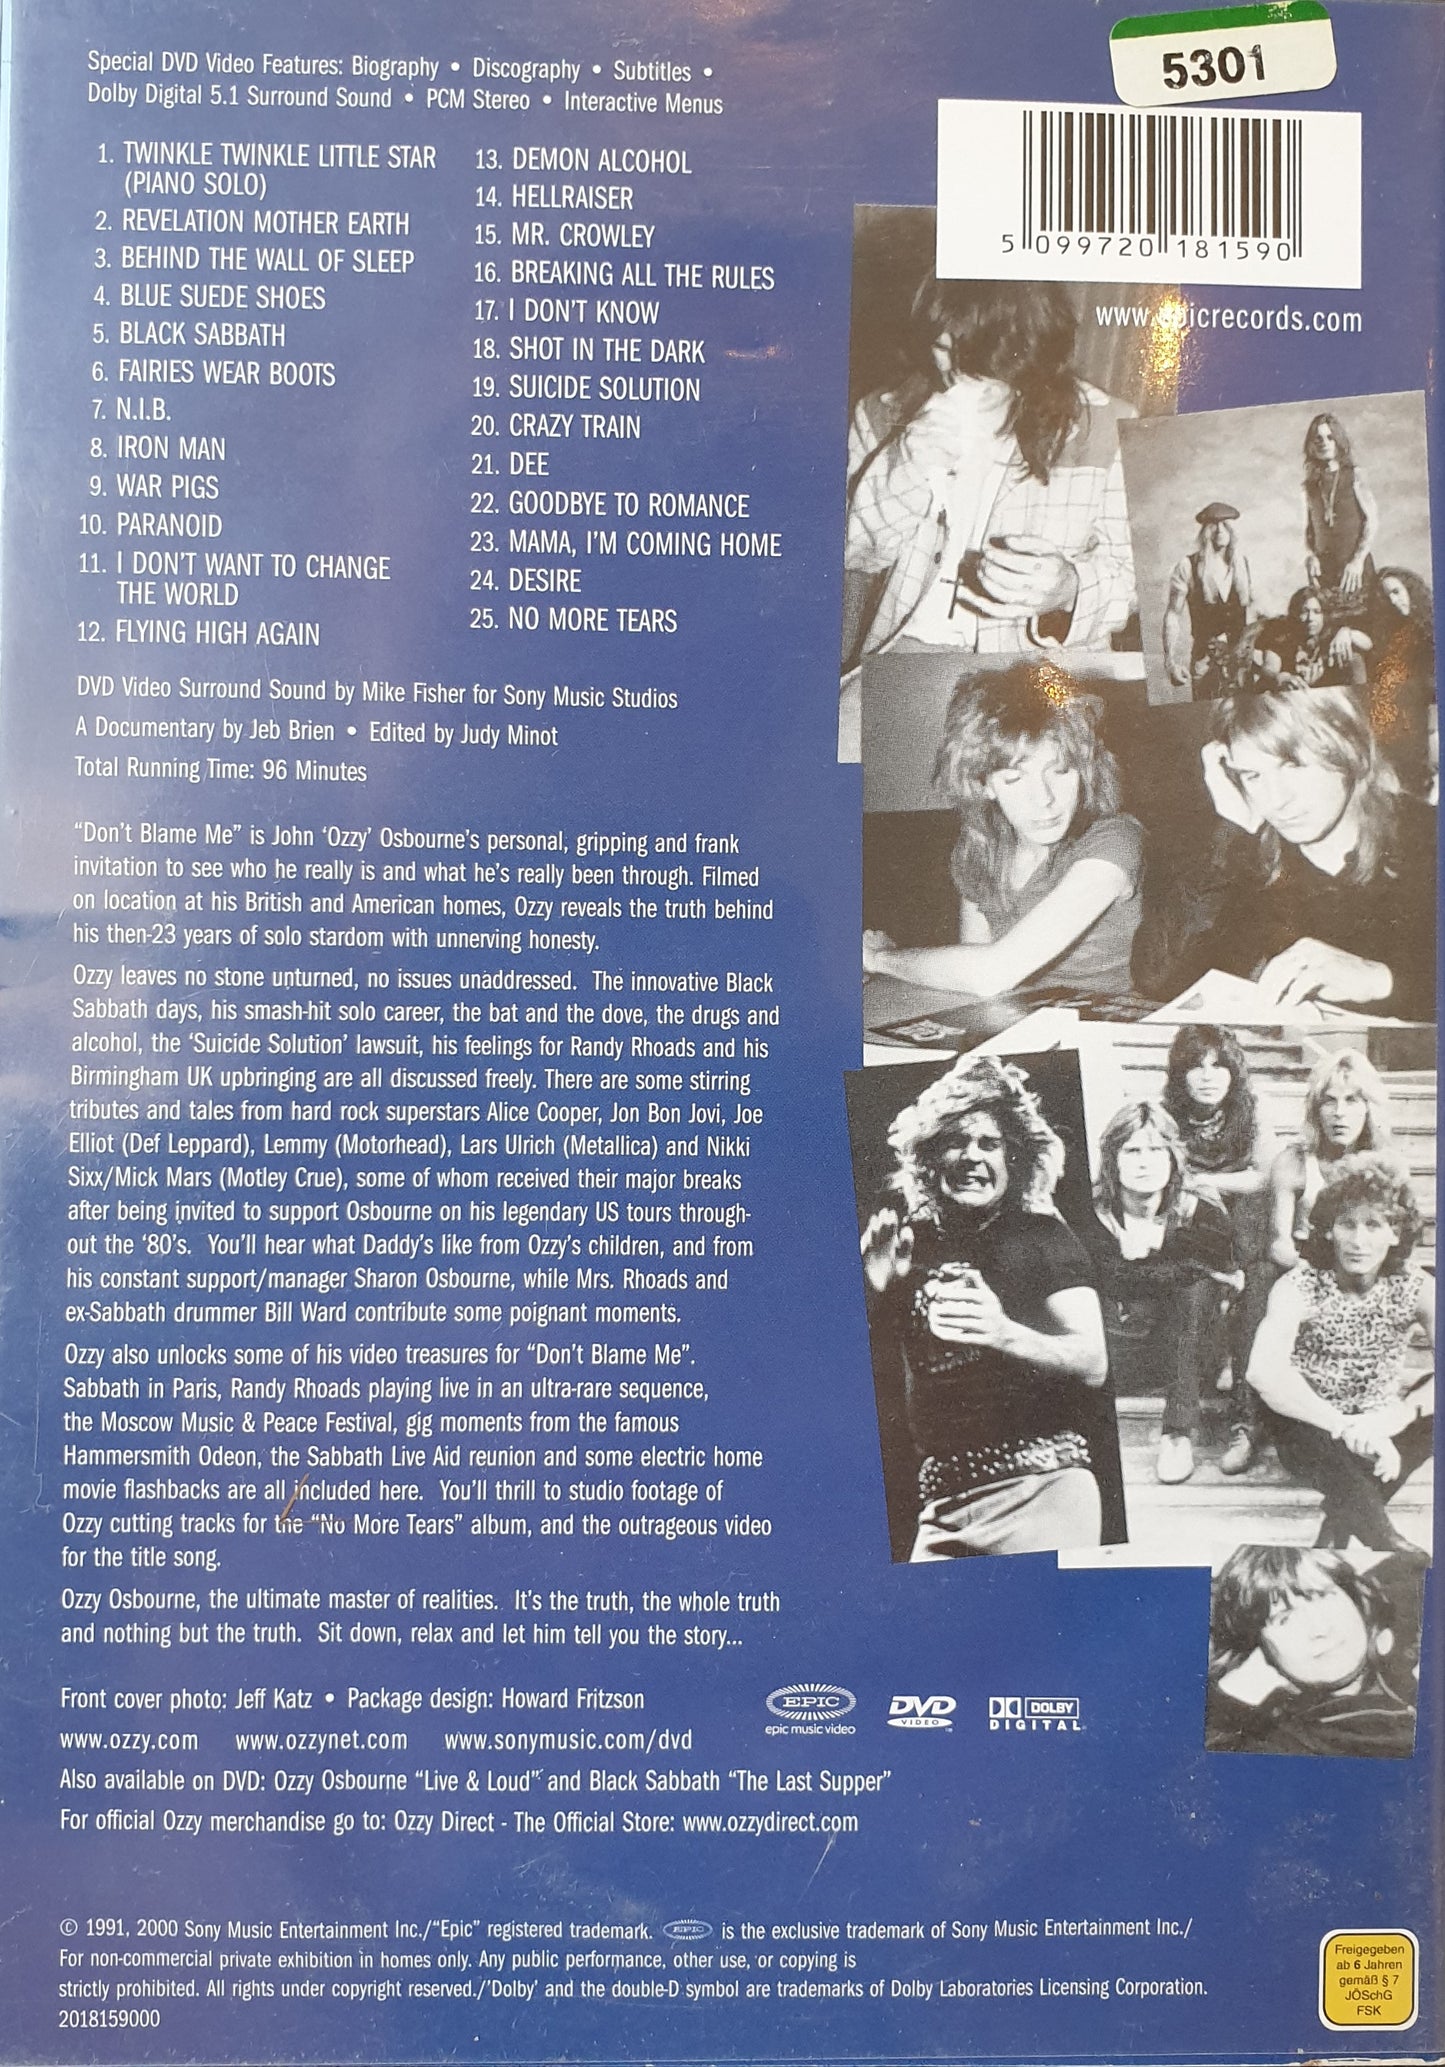 Special DVD Video Features: Biography • Discography • Subtitles •
Dolby Digital 5.1 Surround Sound • PCM Stereo • Interactive Menus
5301
5 099720 181590
www.epicrecords.com
1. TWINKLE TWINKLE LITTLE STAR
(PIANO SOLO)
2. REVELATION MOTHER EARTH
3. BEHIND THE WALL OF SLEEP
4. BLUE SUEDE SHOES
5. BLACK SABBATH
6. FAIRIES WEAR BOOTS
7. N.I.B.
8. IRON MAN
9. WAR PIGS
10. PARANOID
11. I DON'T WANT TO CHANGE
THE WORLD
12. FLYING HIGH AGAIN
13. DEMON ALCOHOL
14. HELLRAISER
15. MR. CROWLEY
16. BREAKING ALL THE RULES
17. I DON'T KNOW
18. SHOT IN THE DARK
19. SUICIDE SOLUTION
20. CRAZY TRAIN
21. DEE
22. GOODBYE TO ROMANCE
23. MAMA, I'M COMING HOME
24. DESIRE
25. NO MORE TEARS
DVD Video Surround Sound by Mike Fisher for Sony Music Studios
A Documentary by Jeb Brien • Edited by Judy Minot
Total Running Time: 96 Minutes
"Don't Blame Me" is John 'Ozzy' Osbourne's personal, gripping and frank
invitation to see who he really is and what he's really been through. Filmed
on location at his British and American homes, Ozzy reveals the truth behind
his then-23 years of solo stardom with unnerving honesty.
Ozzy leaves no stone unturned, no issues unaddressed. The innovative Black
Sabbath days, his smash-hit solo career, the bat and the dove, the drugs and
alcohol, the 'Suicide Solution' lawsuit, his feelings for Randy Rhoads and his
Birmingham UK upbringing are all discussed freely. There are some stirring
tributes and tales from hard rock superstars Alice Cooper, Jon Bon Jovi, Joe
Elliot (Def Leppard), Lemmy (Motorhead), Lars Ulrich (Metallica) and Nikki
Sixx/Mick Mars (Motley Crue), some of whom received their major breaks
after being invited to support Osbourne on his legendary US tours through-
out the '80's. You'll hear what Daddy's like from Ozzy's children, and from
his constant support/manager Sharon Osbourne, while Mrs. Rhoads and
ex-Sabbath drummer Bill Ward contribute some poignant moments.
Ozzy also unlocks some of his video treasures for "Don't Blame Me".
Sabbath in Paris, Randy Rhoads playing live in an ultra-rare sequence,
the Moscow Music & Peace Festival, gig moments from the famous
Hammersmith Odeon, the Sabbath Live Aid reunion and some electric home
movie flashbacks are all included here. You'll thrill to studio footage of
Ozzy cutting tracks for the "No More Tears" album, and the outrageous video
for the title song.
Ozzy Osbourne, the ultimate master of realities. It's the truth, the whole truth
and nothing but the truth. Sit down, relax and let him tell you the story...
Front cover photo: Jeff Katz • Package design: Howard Fritzson
EPIC
epic music video
DVD
VIDEO
DOLBY
DIGITAL
www.ozzy.com www.ozzynet.com www.sonymusic.com/dvd
Also available on DVD: Ozzy Osbourne "Live & Loud" and Black Sabbath "The Last Supper"
For official Ozzy merchandise go to: Ozzy Direct - The Official Store: www.ozzydirect.com
© 1991, 2000 Sony Music Entertainment Inc./"Epic" registered trademark. EPIC is the exclusive trademark of Sony Music Entertainment Inc./
For non-commercial private exhibition in homes only. Any public performance, other use, or copying is
strictly prohibited. All rights under copyright reserved./'Dolby' and the double-D symbol are trademarks of Dolby Laboratories Licensing Corporation.
2018159000
Freigegeben
ab 6 Jahren
gemäß § 7
JÖSchG
FSK